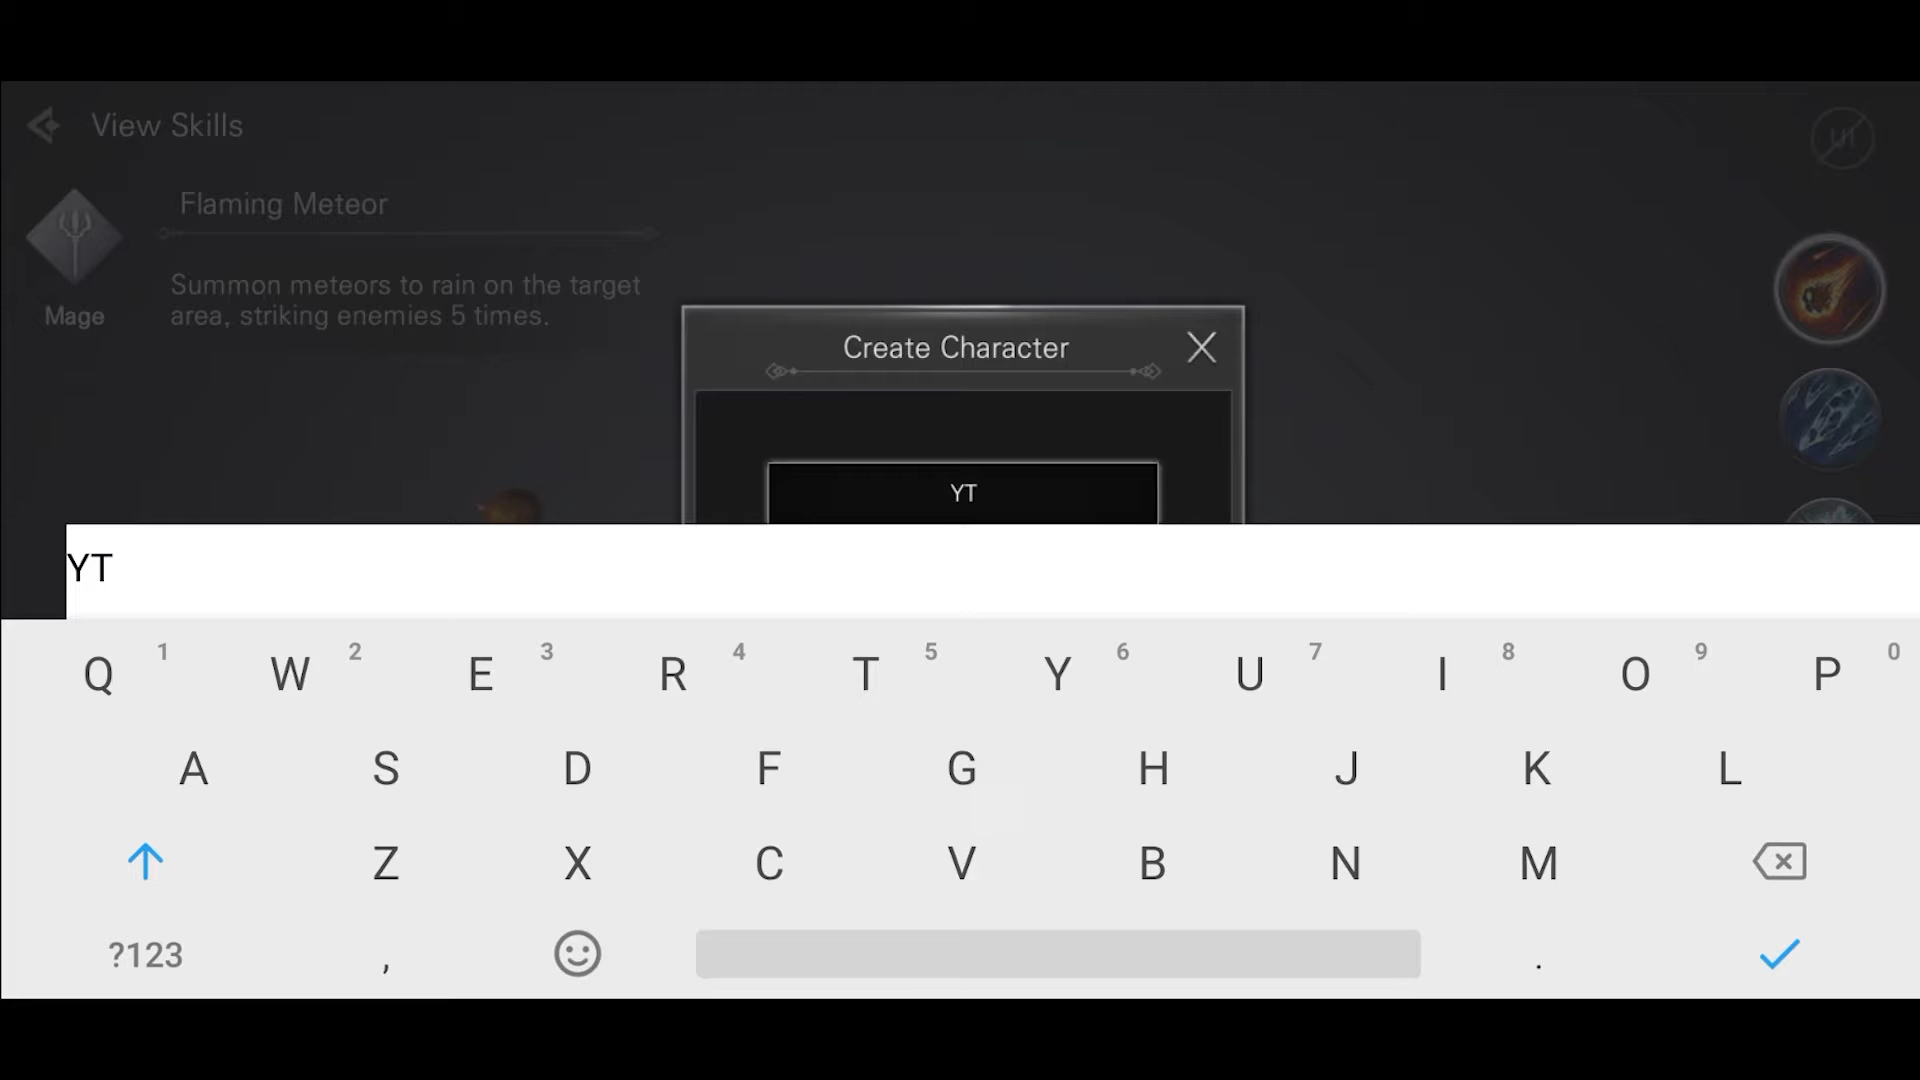 View Skills
UI
Flaming Meteor
Mage
Summon meteors to rain on the target
area, striking enemies 5 times.
Create Character
YT
YT
Q 1 W 2 E 3 R 4 T 5 Y 6 U 7 I 8 O 9 P 0
A S D F G H J K L
Z X C V B N M
?123 , .